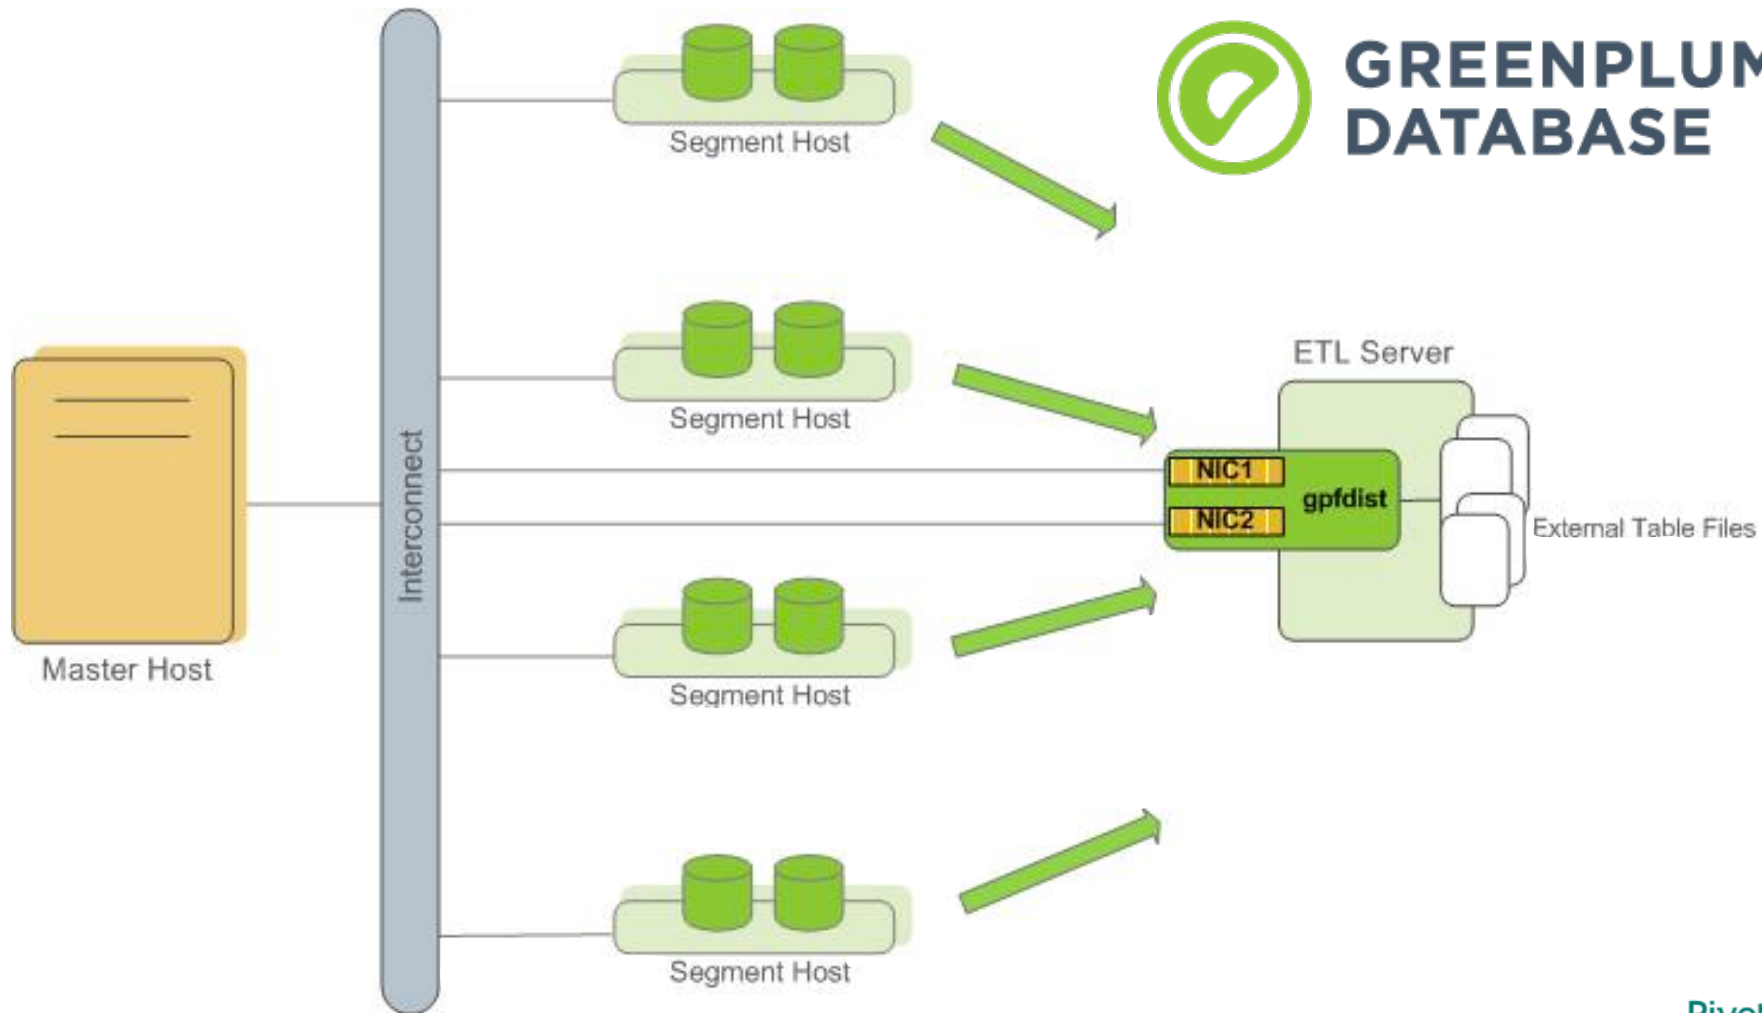 GREENPLUM
DATABASE
Segment Host
Segment Host
ETL Server
Interconnect
NIC1
gpfdist
NIC2
External Table Files
Master Host
Segment Host
Segment Host